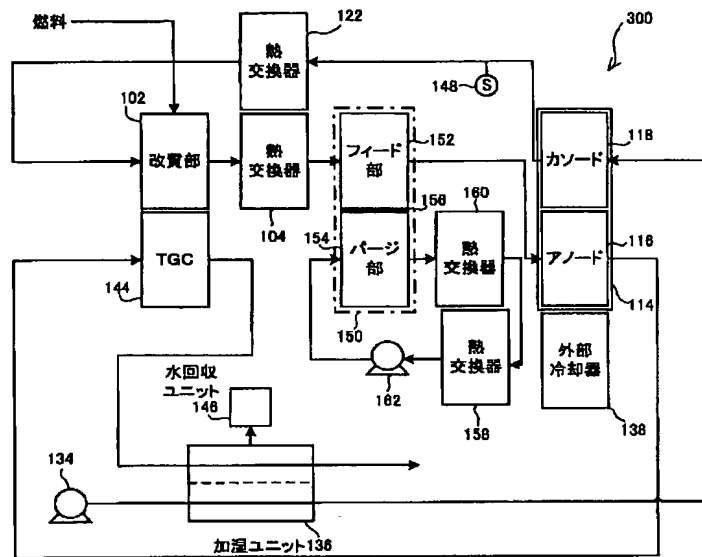 燃料
122
熱
交換器
300
148
S
102
改質部
熱
交換器
104
152
フィード
部
156
154
パージ
部
150
160
熱
交換器
熱
交換器
158
162
118
カソード
116
アノード
114
外部
冷却器
138
TGC
144
水回収
ユニット
146
134
加湿ユニット136